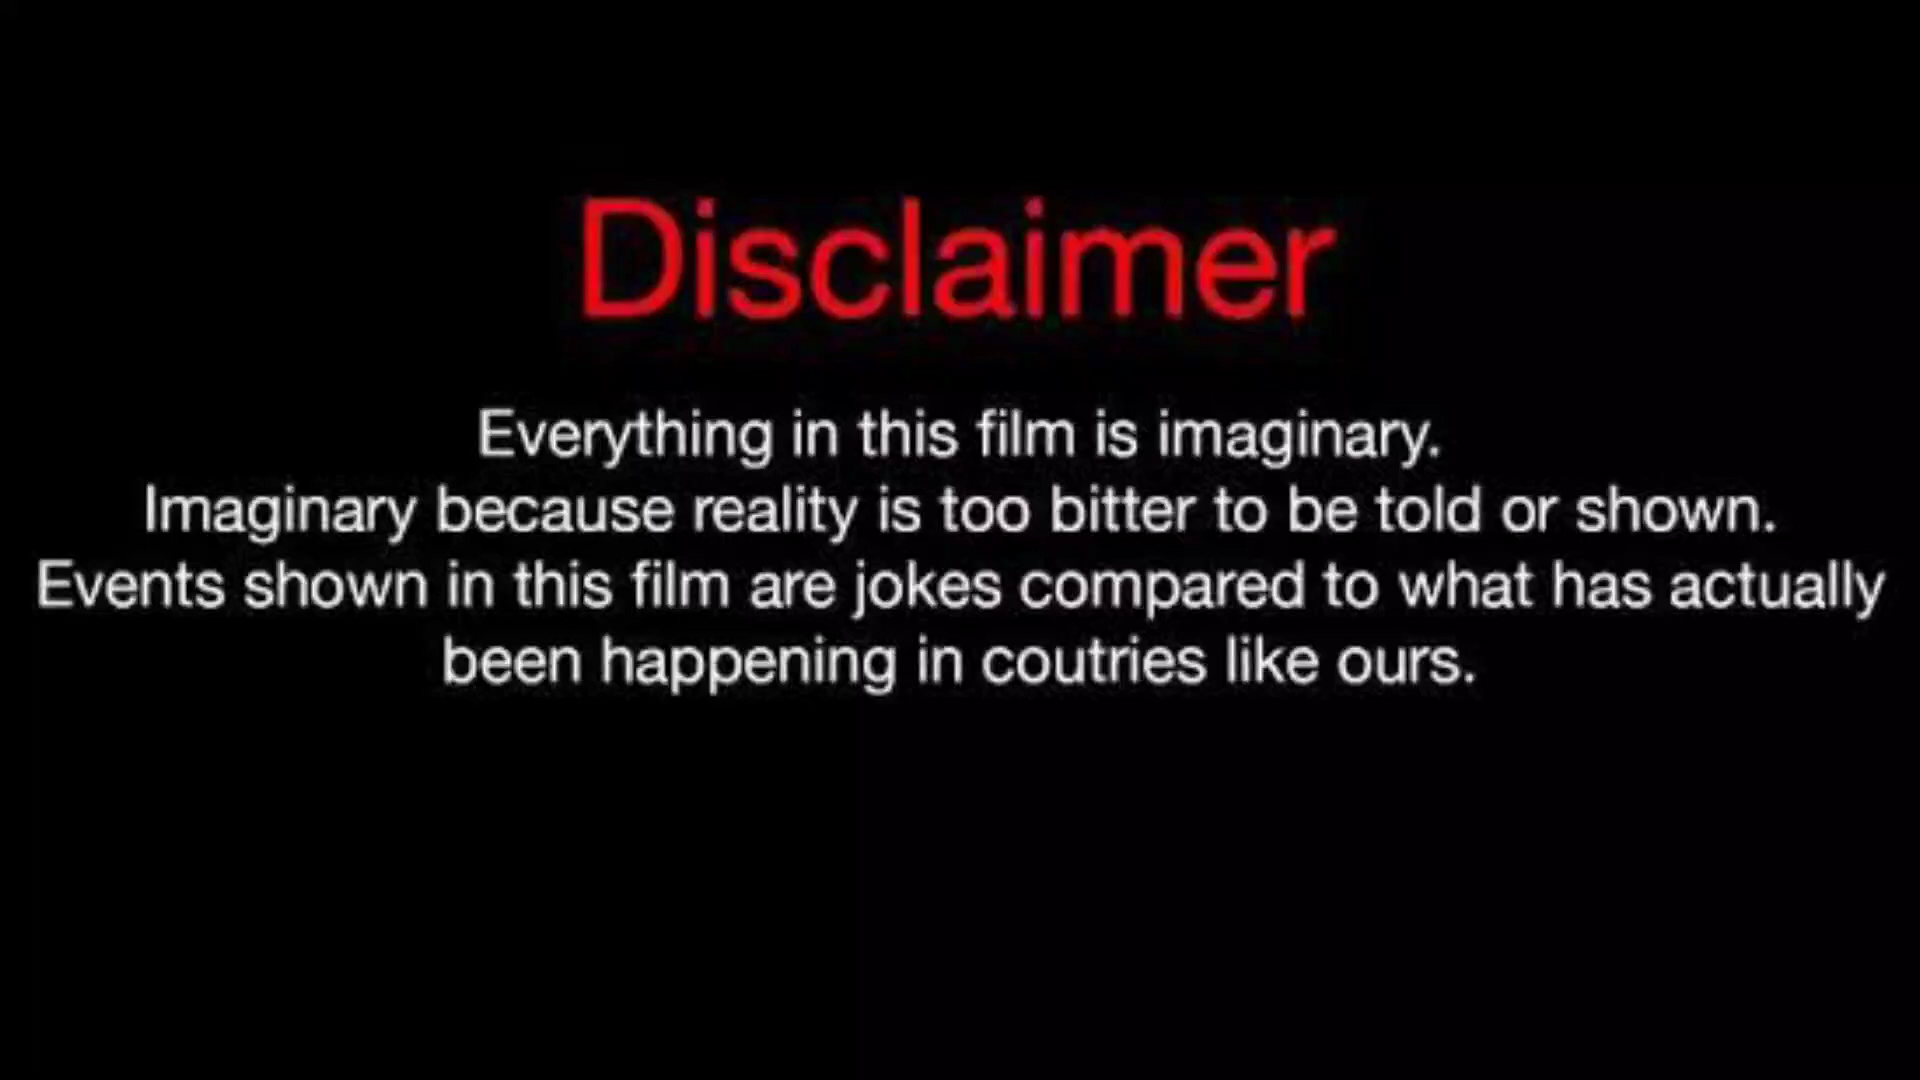 Disclaimer
Everything in this film is imaginary.
Imaginary because reality is too bitter to be told or shown.
Events shown in this film are jokes compared to what has actually
been happening in coutries like ours.